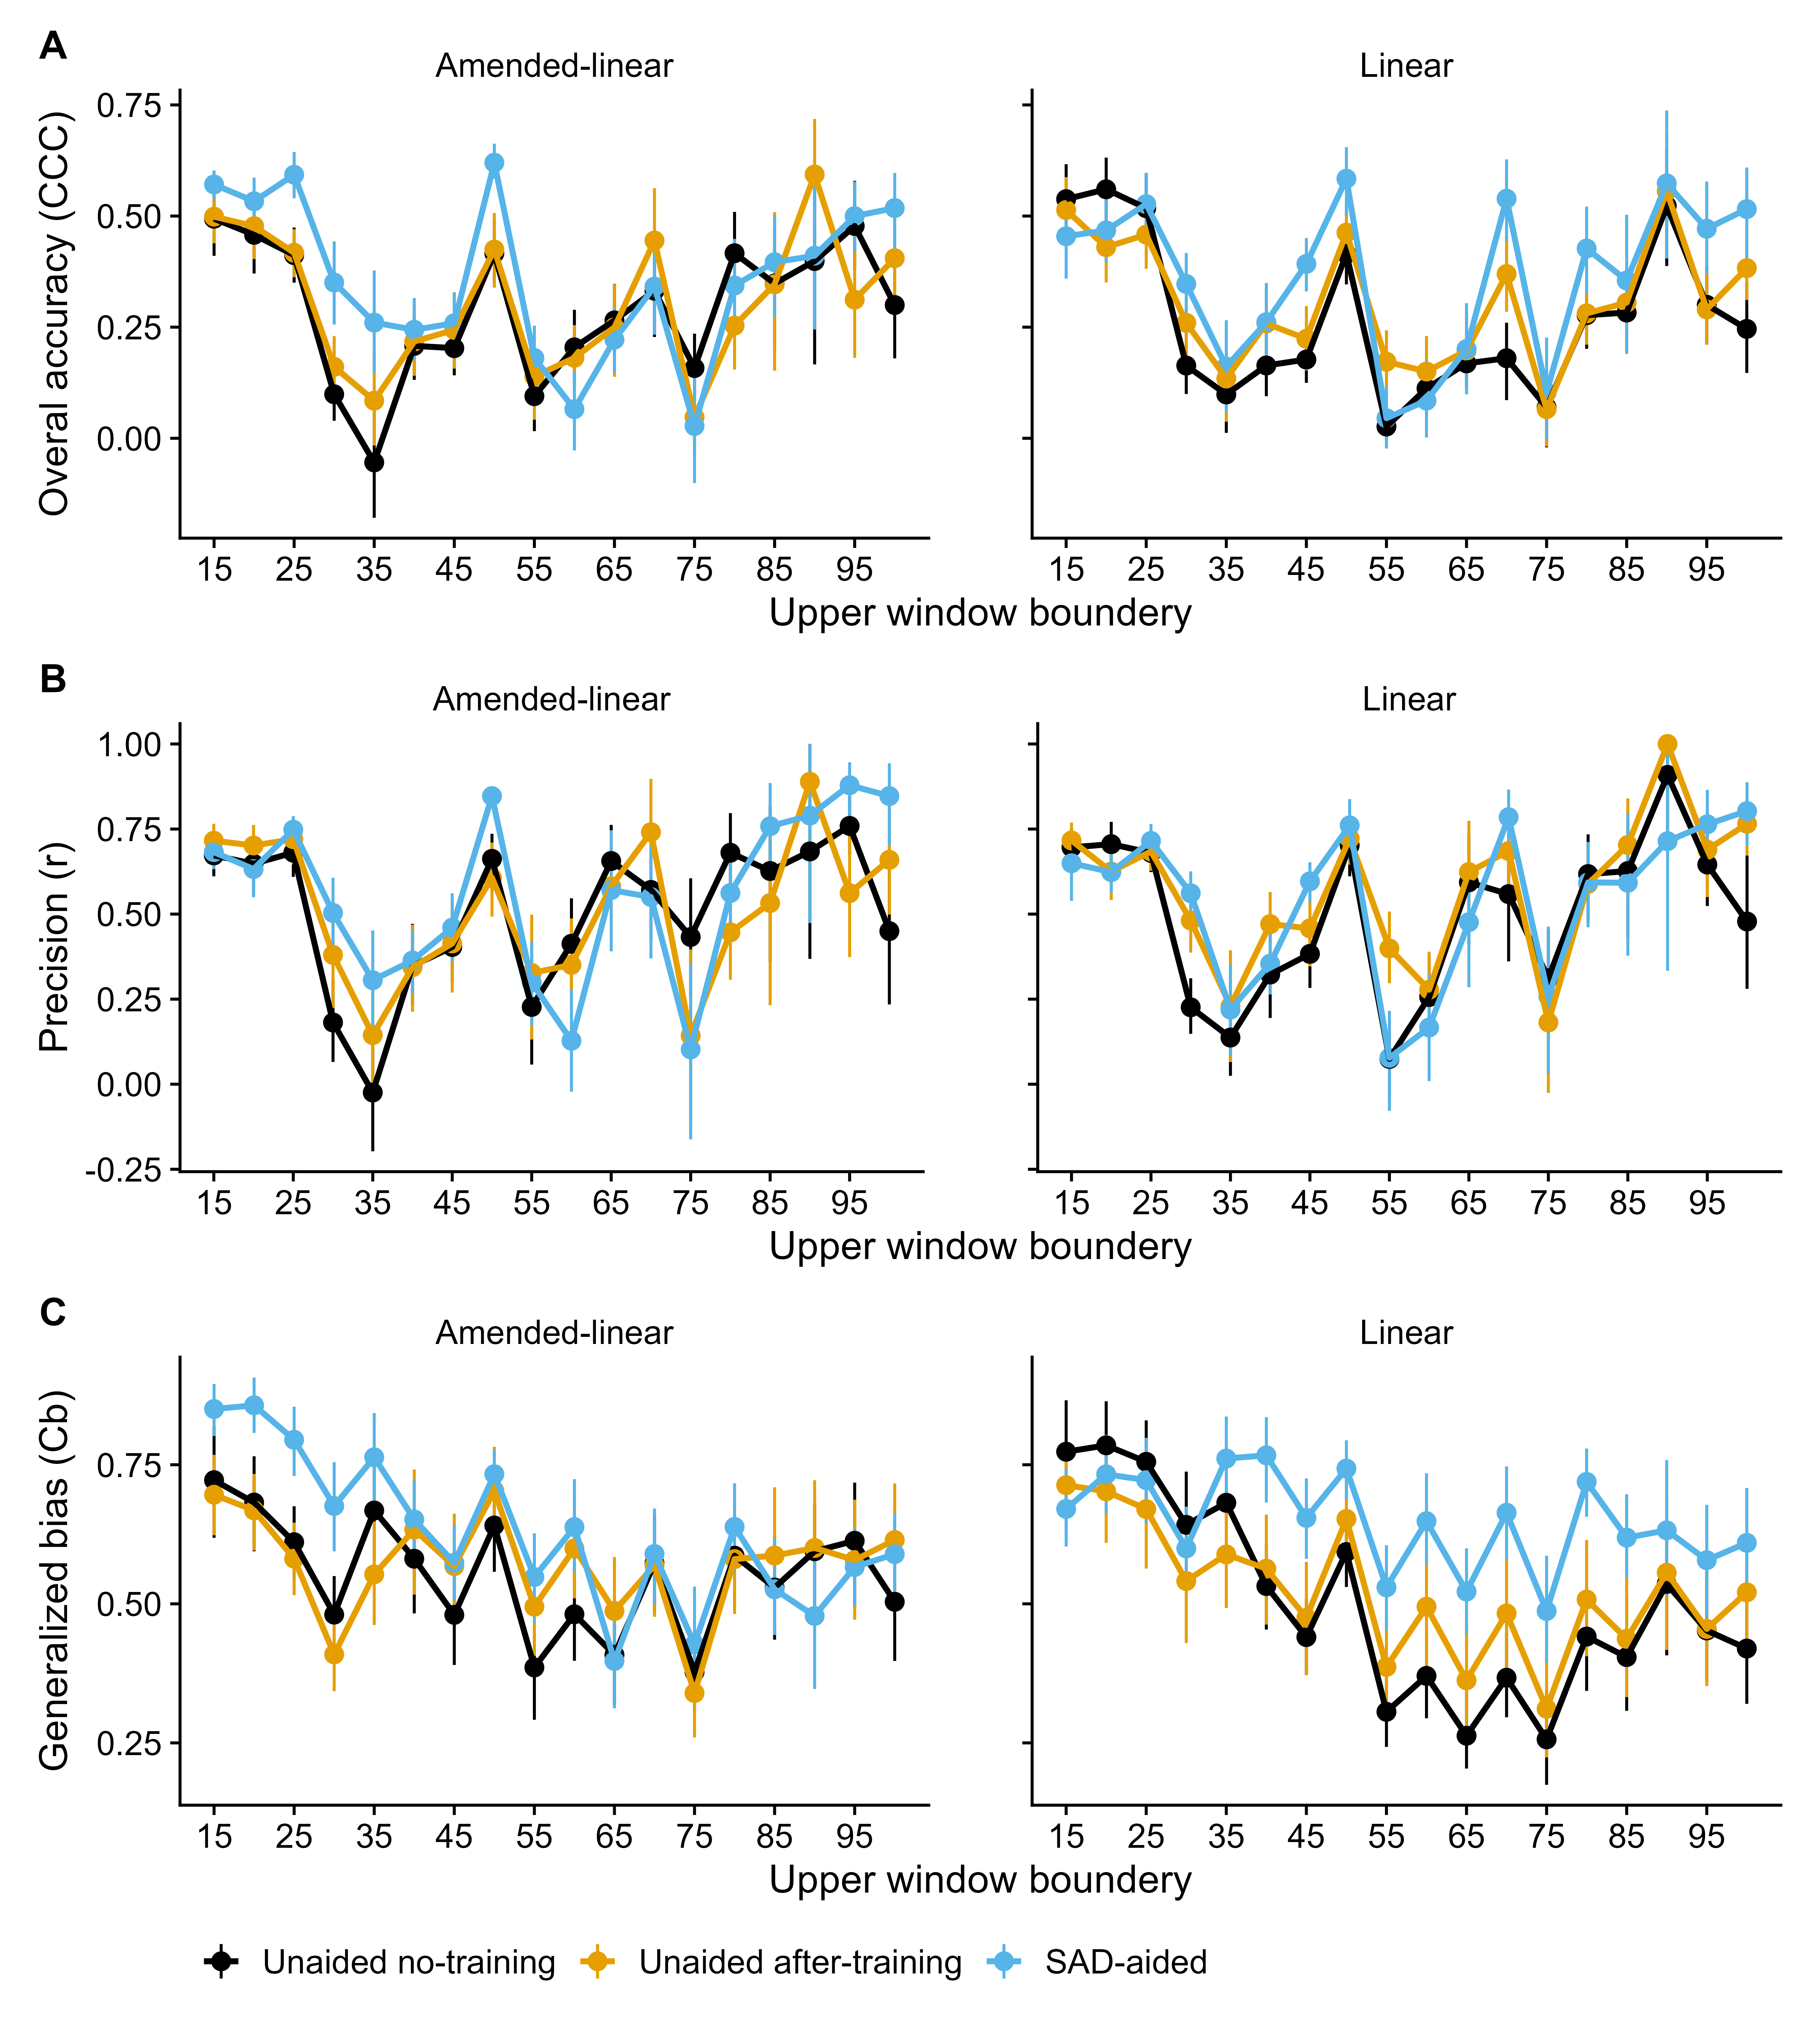 A
Amended-linear Linear
Overal accuracy (CCC)
0.75
0.50
0.25
0.00
15 25 35 45 55 65 75 85 95 15 25 35 45 55 65 75 85 95
Upper window boundery
B
Amended-linear Linear
Precision (r)
1.00
0.75
0.50
0.25
0.00
-0.25
15 25 35 45 55 65 75 85 95 15 25 35 45 55 65 75 85 95
Upper window boundery
C
Amended-linear Linear
Generalized bias (Cb)
0.75
0.50
0.25
15 25 35 45 55 65 75 85 95 15 25 35 45 55 65 75 85 95
Upper window boundery
Unaided no-training Unaided after-training SAD-aided